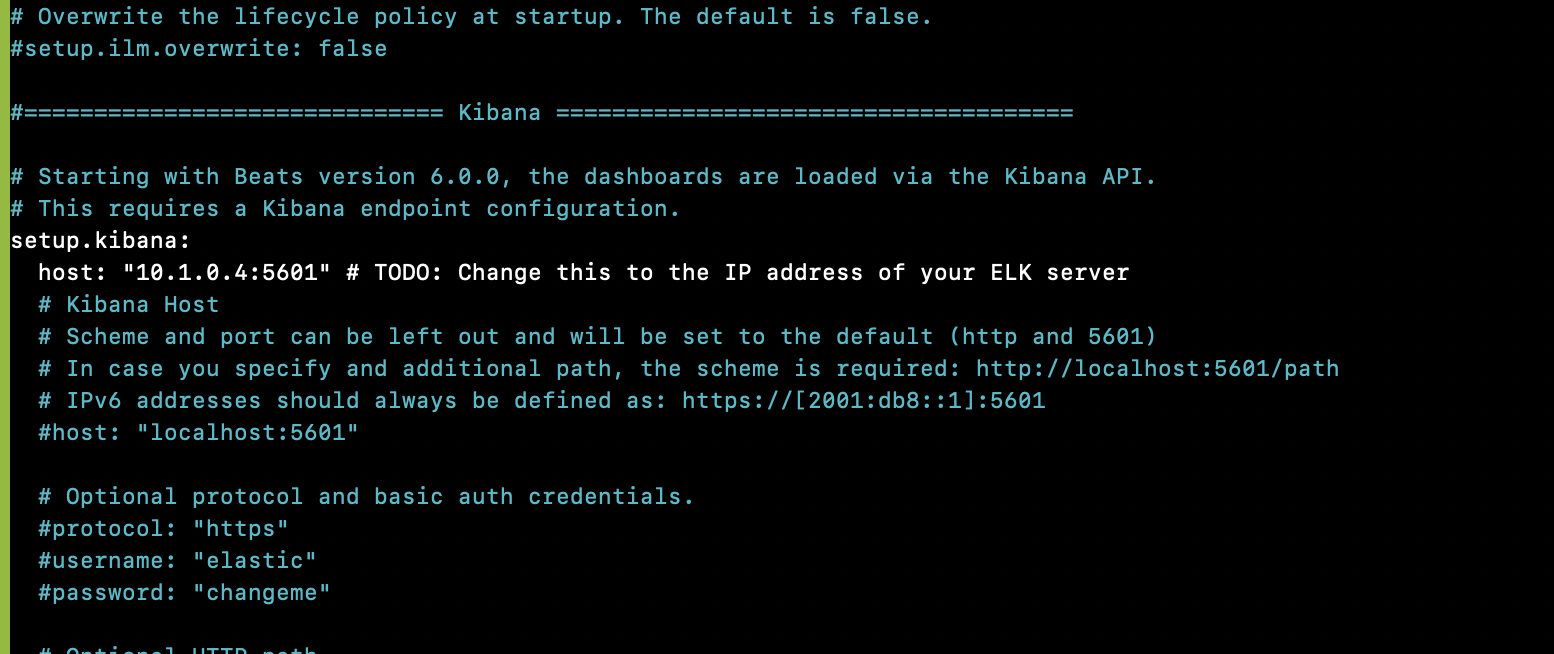 # Overwrite the lifecycle policy at startup. The default is false.
#setup.ilm.overwrite: false
#============================== Kibana =====================================
# Starting with Beats version 6.0.0, the dashboards are loaded via the Kibana API.
# This requires a Kibana endpoint configuration.
setup.kibana:
  host: "10.1.0.4:5601" # TODO: Change this to the IP address of your ELK server
  # Kibana Host
  # Scheme and port can be left out and will be set to the default (http and 5601)
  # In case you specify and additional path, the scheme is required: http://localhost:5601/path
  # IPv6 addresses should always be defined as: https://[2001:db8::1]:5601
  #host: "localhost:5601"
  # Optional protocol and basic auth credentials.
  #protocol: "https"
  #username: "elastic"
  #password: "changeme"
  # Optional HTTP path